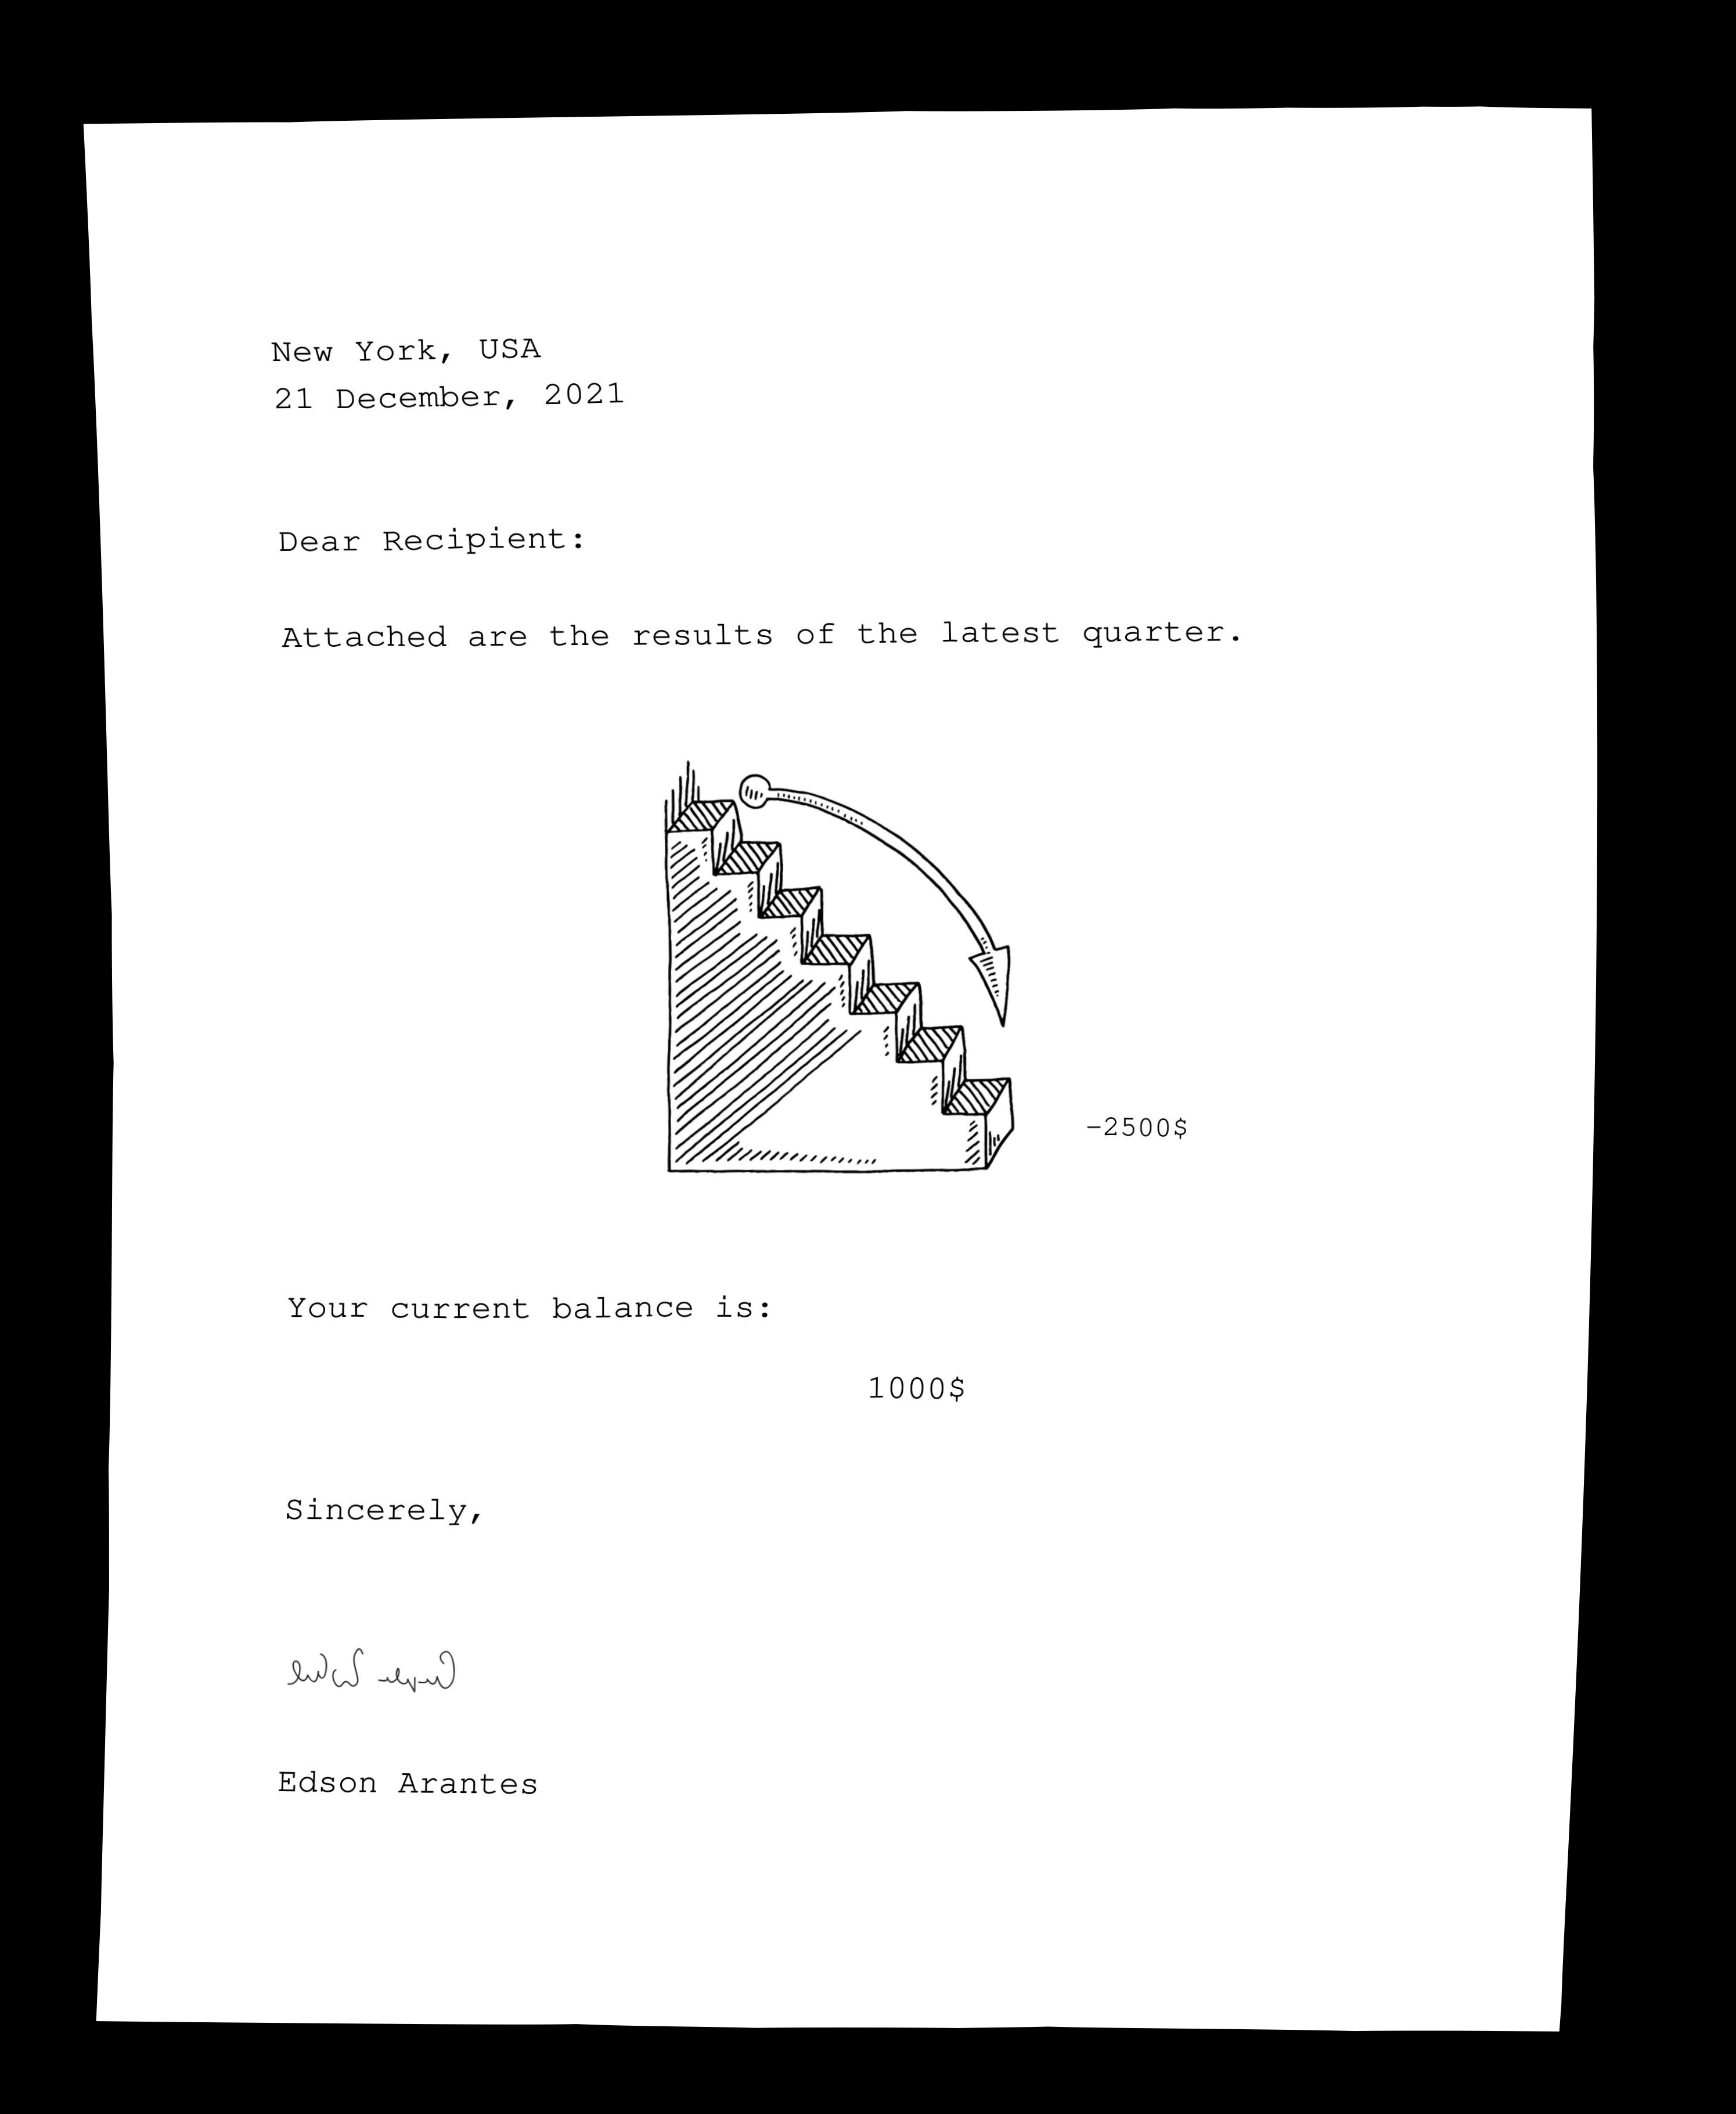 New York, USA
21 December, 2021
Dear Recipient:
Attached are the results of the latest quarter.
-2500$
Your current balance is:
1000$
Sincerely,
Edson Arantes